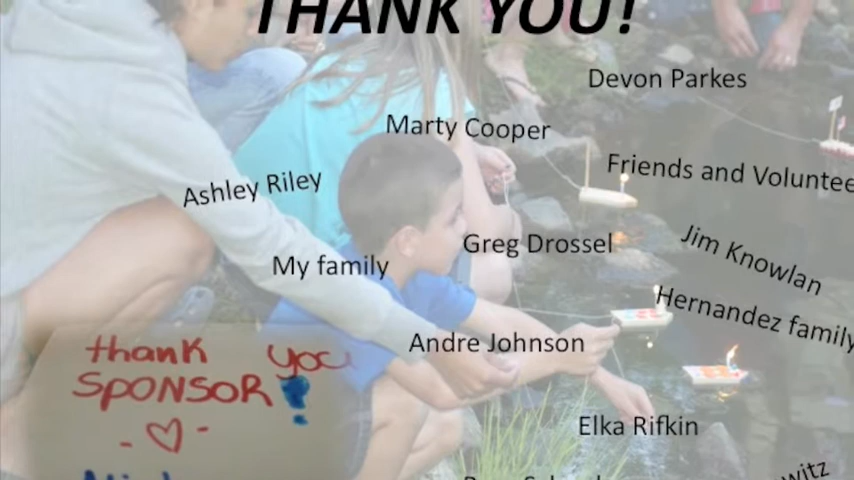 THANK YOU!
Devon Parkes
Marty Cooper
Friends and Voluntee
Ashley Riley
Greg Drossel
Jim Knowlan
My family
Hernandez family
Andre Johnson
thank you
SPONSOR!
Elka Rifkin
witz